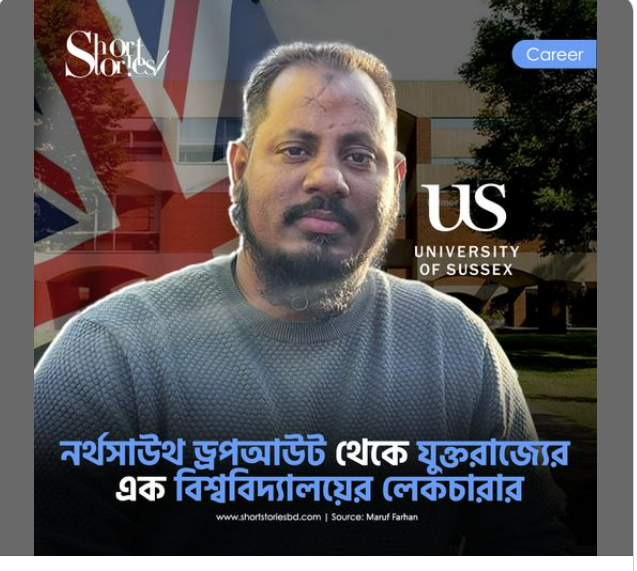 Short
Stories
Career
US
UNIVERSITY
OF SUSSEX
নর্থসাউথ ড্রপআউট থেকে যুক্তরাজ্যের
এক বিশ্ববিদ্যালয়ের লেকচারার
www.shortstoriesbd.com | Source: Maruf Farhan